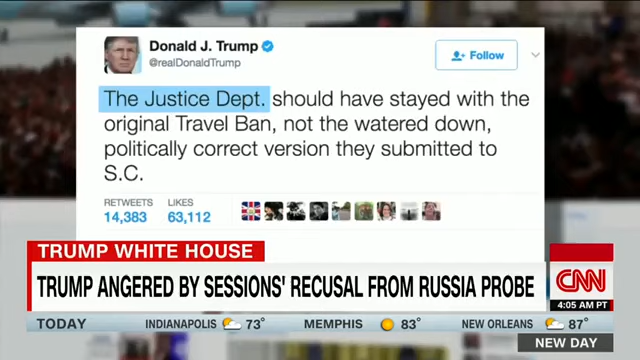 Donald J. Trump
@realDonaldTrump
Follow
The Justice Dept. should have stayed with the
original Travel Ban, not the watered down,
politically correct version they submitted to
S.C.
RETWEETS LIKES
14,383 63,112
TRUMP WHITE HOUSE
TRUMP ANGERED BY SESSIONS' RECUSAL FROM RUSSIA PROBE
CNN
4:05 AM PT
TODAY INDIANAPOLIS 73° MEMPHIS 83° NEW ORLEANS 87°
NEW DAY